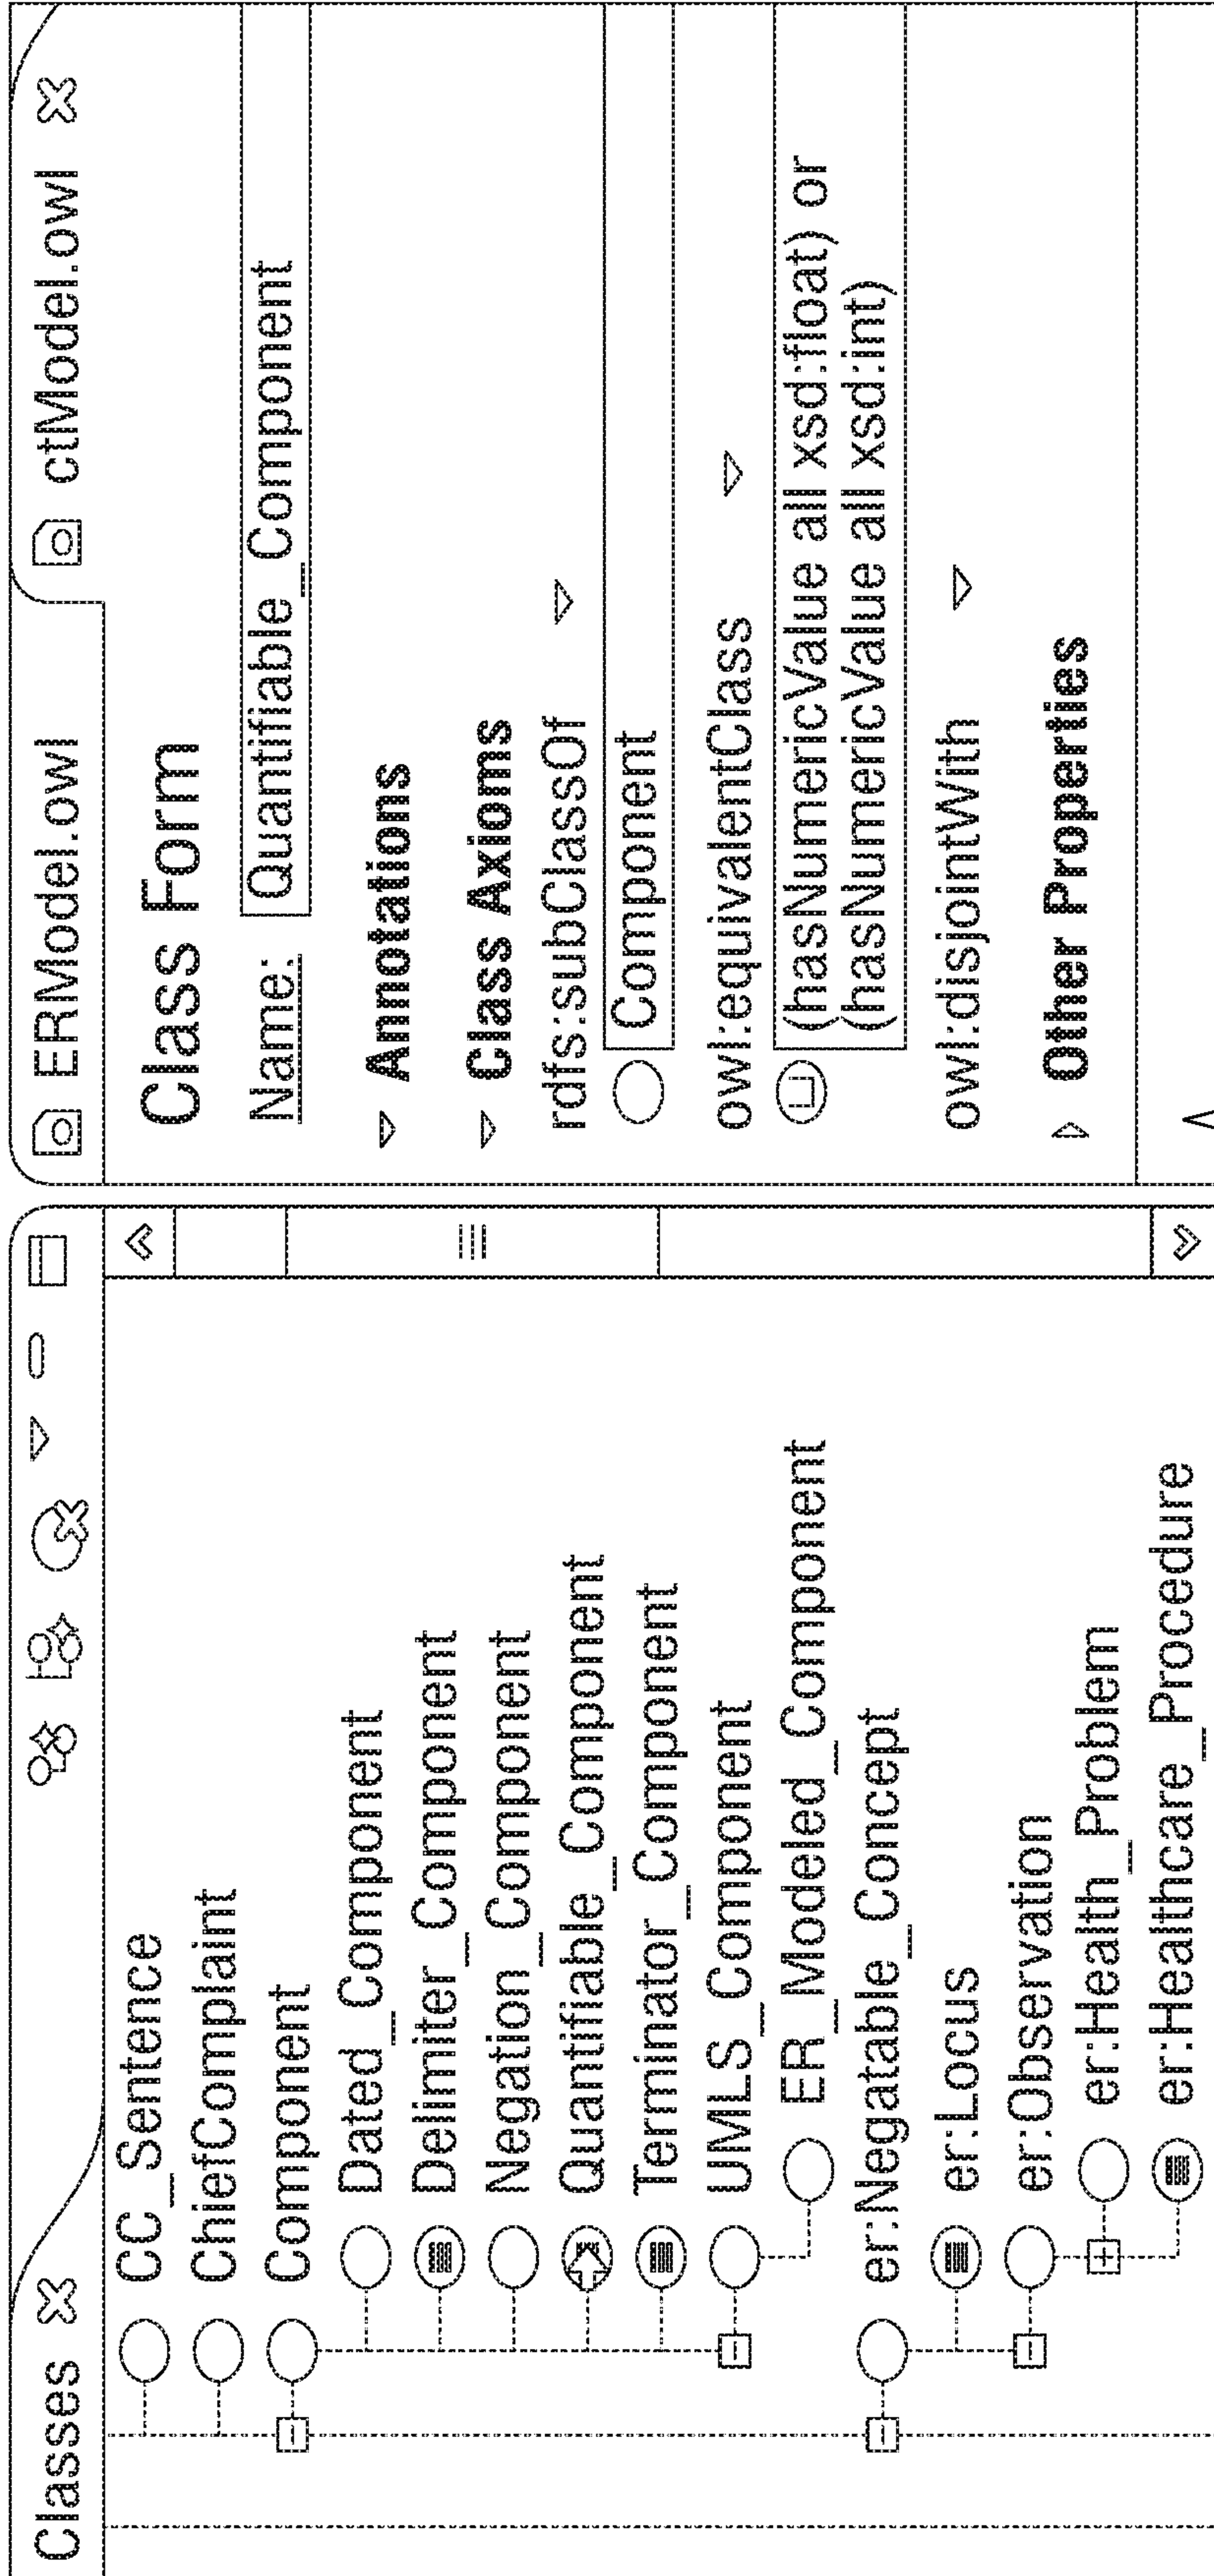 Classes
CC_Sentence
ChiefComplaint
Component
Dated_Component
Delimiter_Component
Negation_Component
Quantifiable_Component
Terminator_Component
UMLS_Component
ER_Modeled_Component
er:Negatable_Concept
er:Locus
er:Observation
er:Health_Problem
er:Healthcare_Procedure
ERModel.owl
ctModel.owl
Class Form
Name: Quantifiable_Component
Annotations
Class Axioms
rdfs:subClassOf
Component
owl:equivalentClass
(hasNumericValue all xsd:float) or
(hasNumericValue all xsd:int)
owl:disjointWith
Other Properties